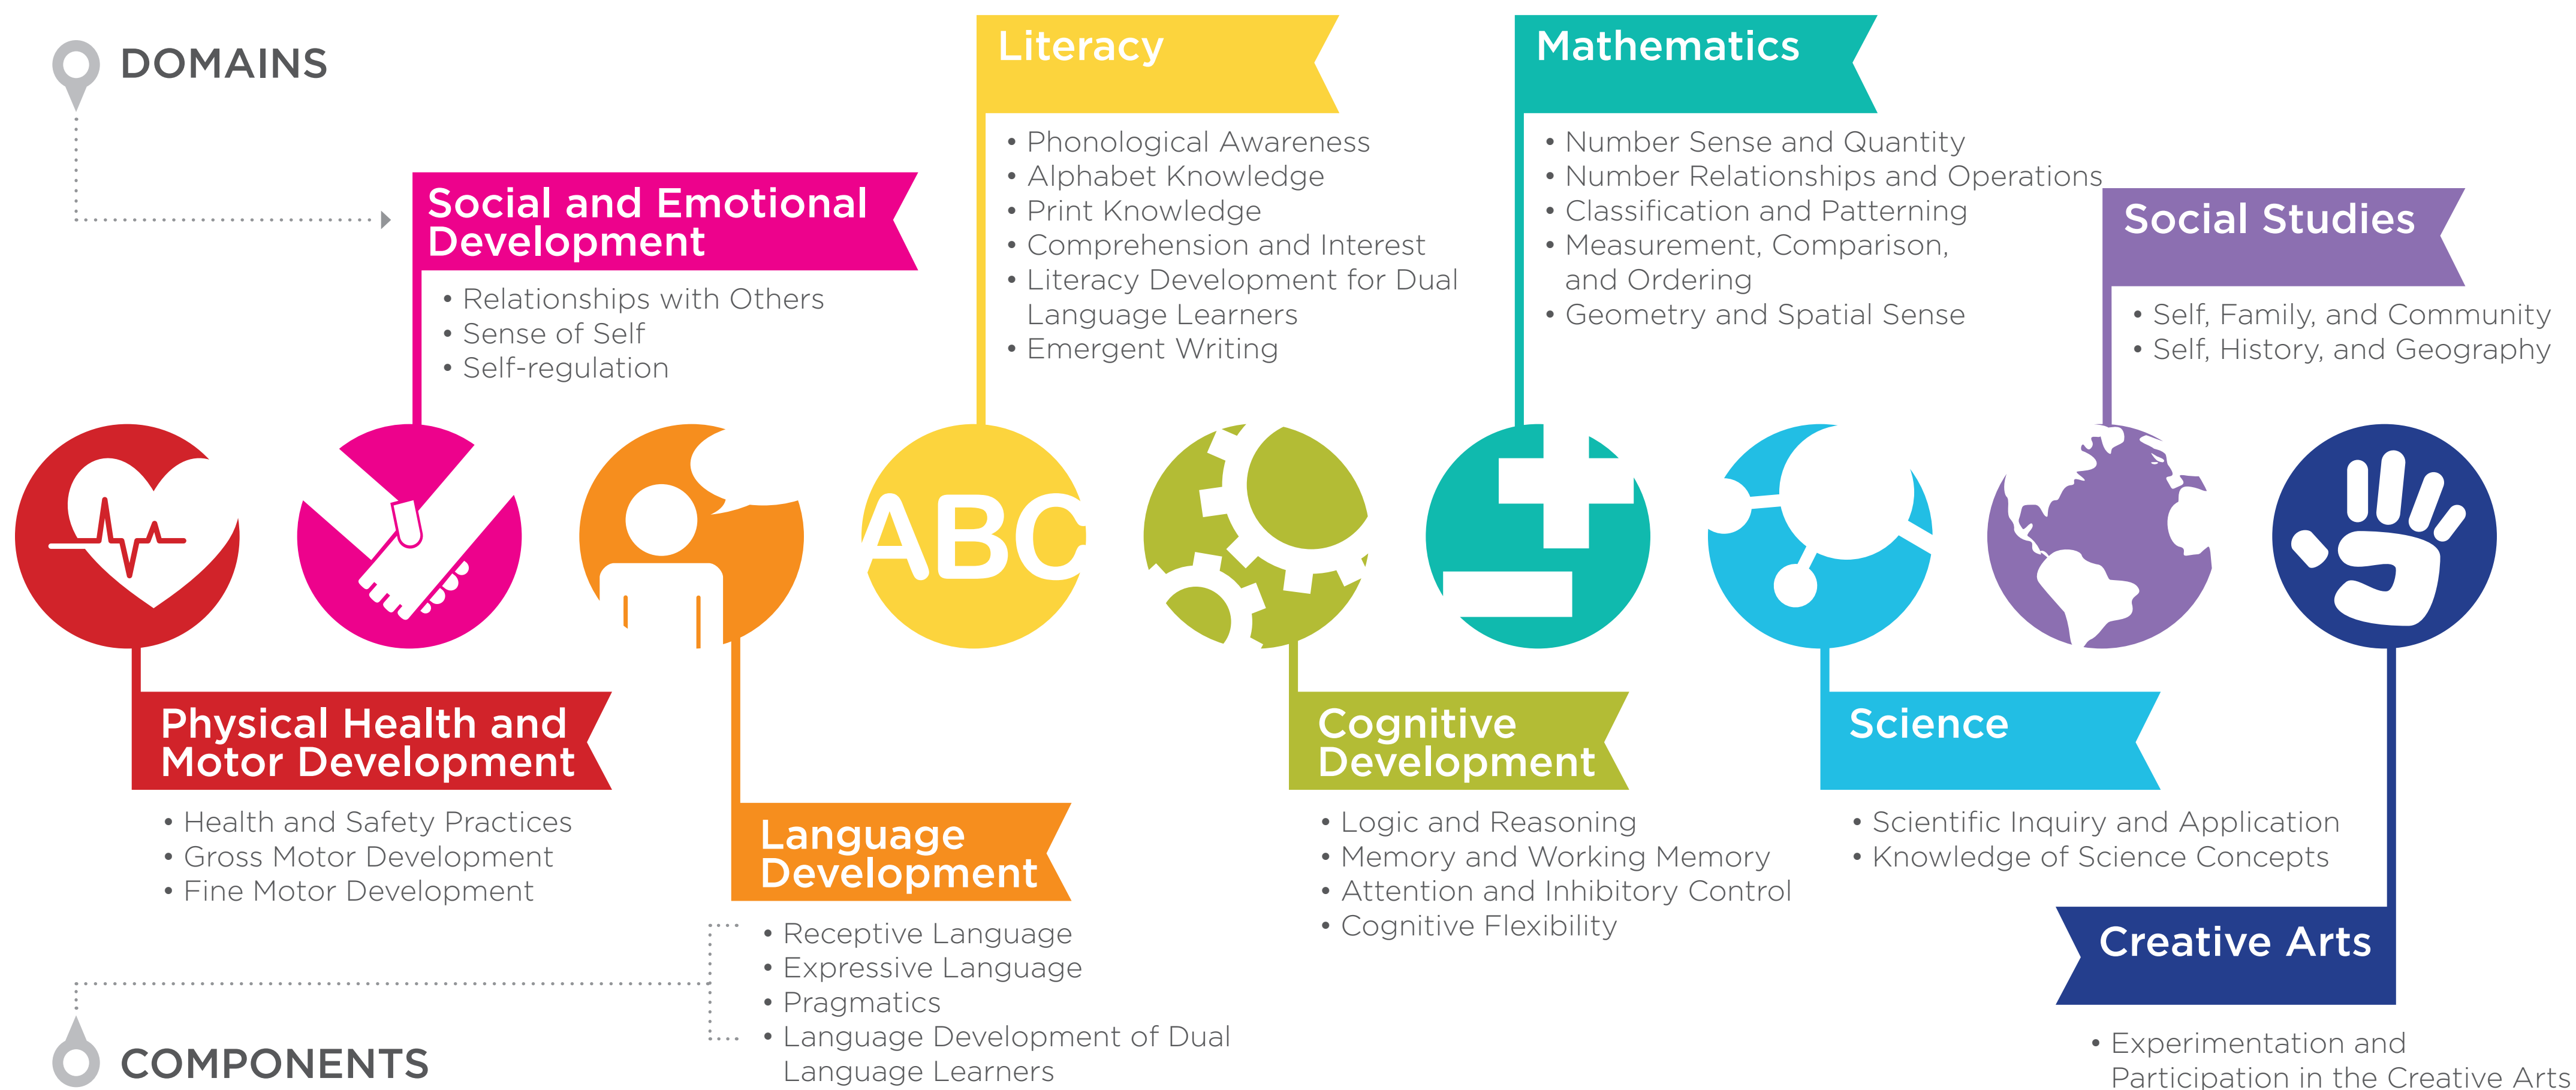 DOMAINS
Social and Emotional
Development
• Relationships with Others
• Sense of Self
• Self-regulation
Literacy
• Phonological Awareness
• Alphabet Knowledge
• Print Knowledge
• Comprehension and Interest
• Literacy Development for Dual
Language Learners
• Emergent Writing
Mathematics
• Number Sense and Quantity
• Number Relationships and Operations
• Classification and Patterning
• Measurement, Comparison,
and Ordering
• Geometry and Spatial Sense
Social Studies
• Self, Family, and Community
• Self, History, and Geography
ABC
Physical Health and
Motor Development
• Health and Safety Practices
• Gross Motor Development
• Fine Motor Development
Language
Development
• Receptive Language
• Expressive Language
• Pragmatics
• Language Development of Dual
Language Learners
Cognitive
Development
• Logic and Reasoning
• Memory and Working Memory
• Attention and Inhibitory Control
• Cognitive Flexibility
Science
• Scientific Inquiry and Application
• Knowledge of Science Concepts
Creative Arts
• Experimentation and
Participation in the Creative Arts
COMPONENTS